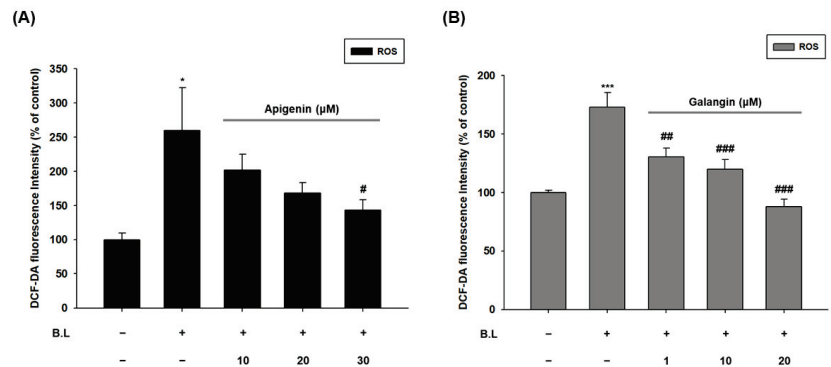 (A)
ROS
DCF-DA fluorescence Intensity (% of control)
350
300
250
200
150
100
50
0
*
Apigenin (μM)
#
B.L – + + + +
– – 10 20 30
(B)
ROS
DCF-DA fluorescence Intensity (% of control)
200
150
100
50
0
***
Galangin (μM)
##
###
###
B.L – + + + +
– – 1 10 20